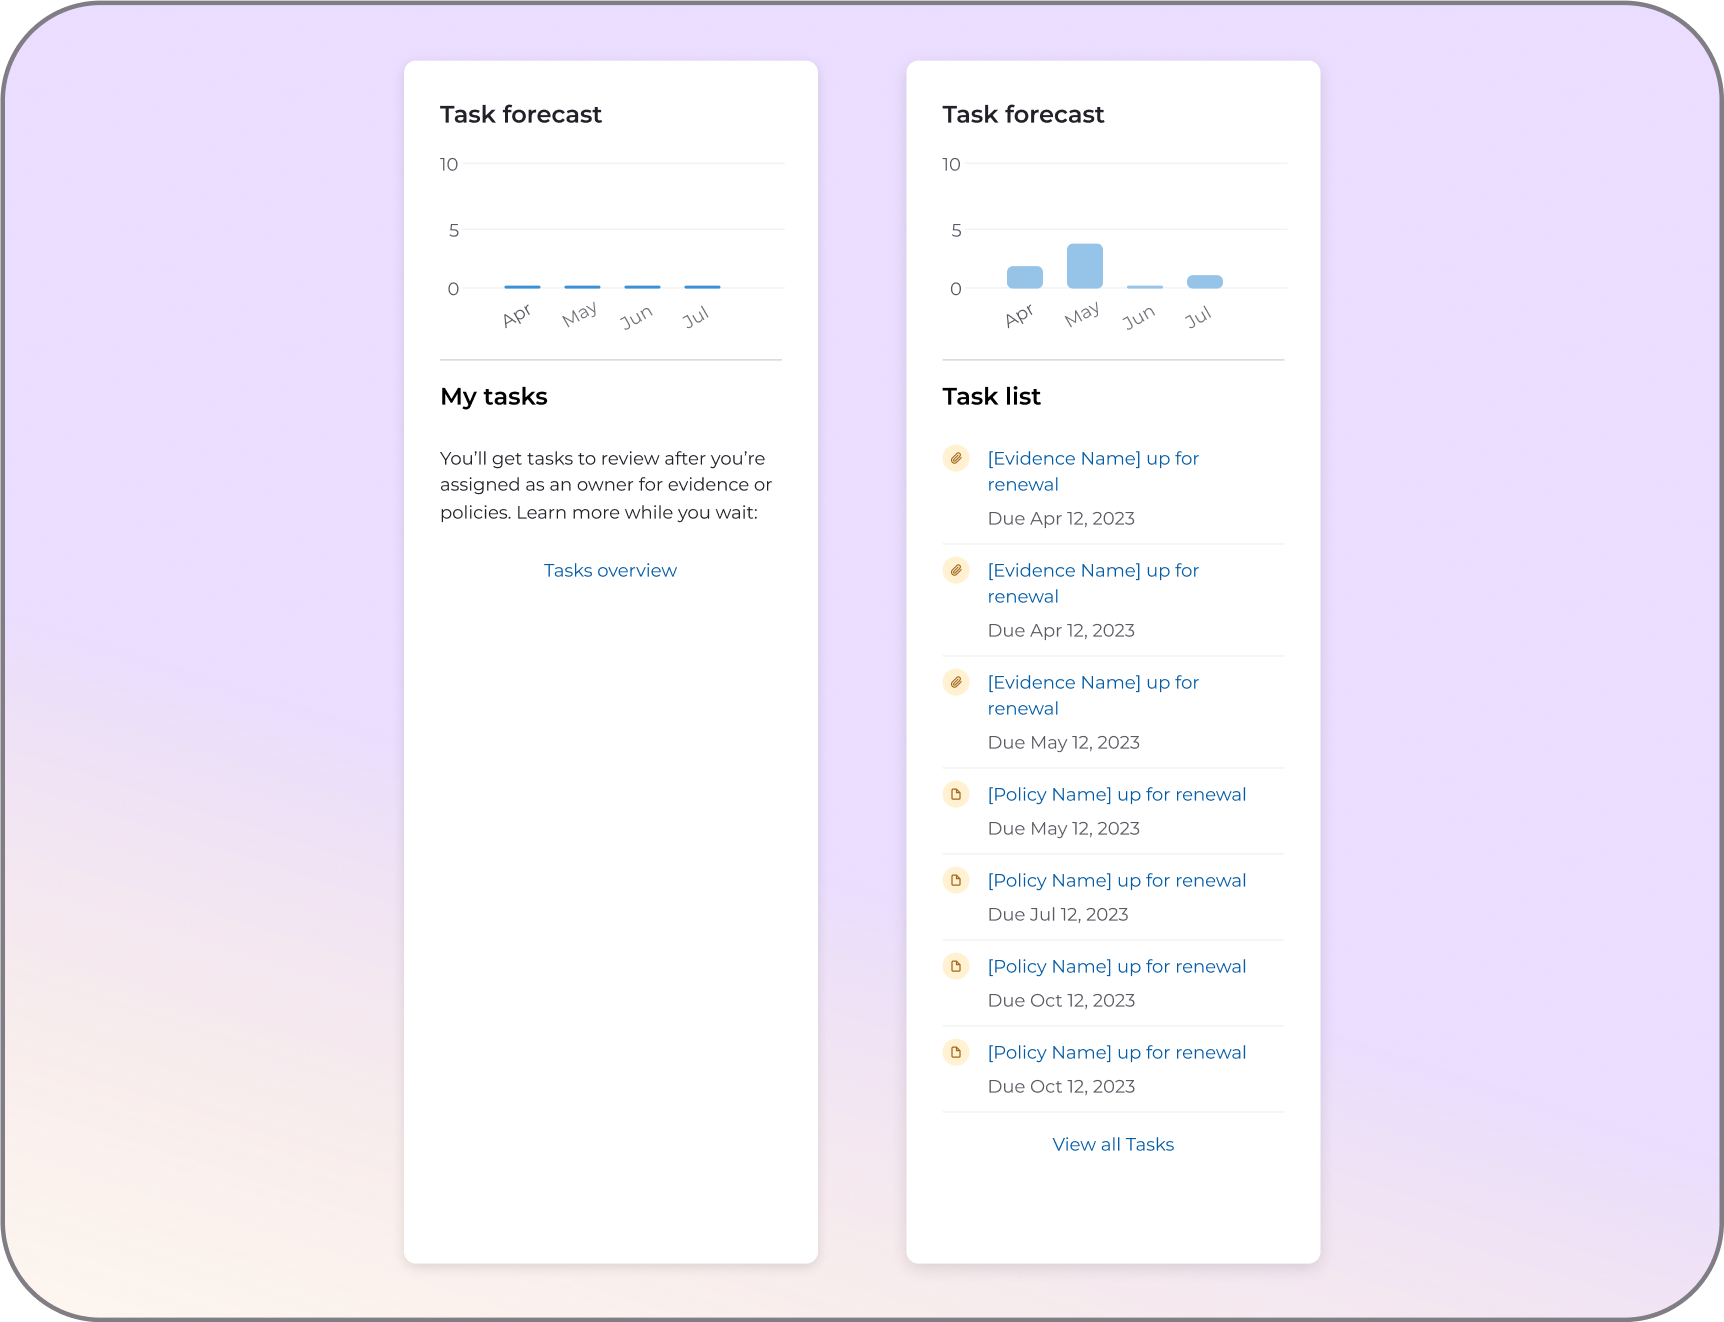 Task forecast
10
5
0
Apr
May
Jun
Jul
My tasks
You'll get tasks to review after you're
assigned as an owner for evidence or
policies. Learn more while you wait:
Tasks overview
Task forecast
10
5
0
Apr
May
Jun
Jul
Task list
[Evidence Name] up for
renewal
Due Apr 12, 2023
[Evidence Name] up for
renewal
Due Apr 12, 2023
[Evidence Name] up for
renewal
Due May 12, 2023
[Policy Name] up for renewal
Due May 12, 2023
[Policy Name] up for renewal
Due Jul 12, 2023
[Policy Name] up for renewal
Due Oct 12, 2023
[Policy Name] up for renewal
Due Oct 12, 2023
View all Tasks